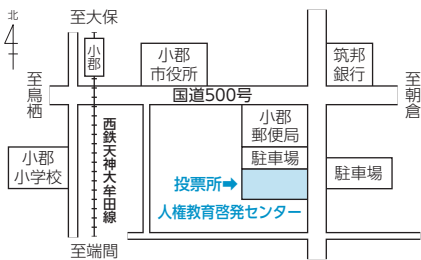 北
至大保
小郡
小郡
市役所
筑邦
銀行
至鳥栖
国道500号
至朝倉
小郡
郵便局
西鉄天神大牟田線
小郡
小学校
駐車場
駐車場
投票所➡
人権教育啓発センター
至端間